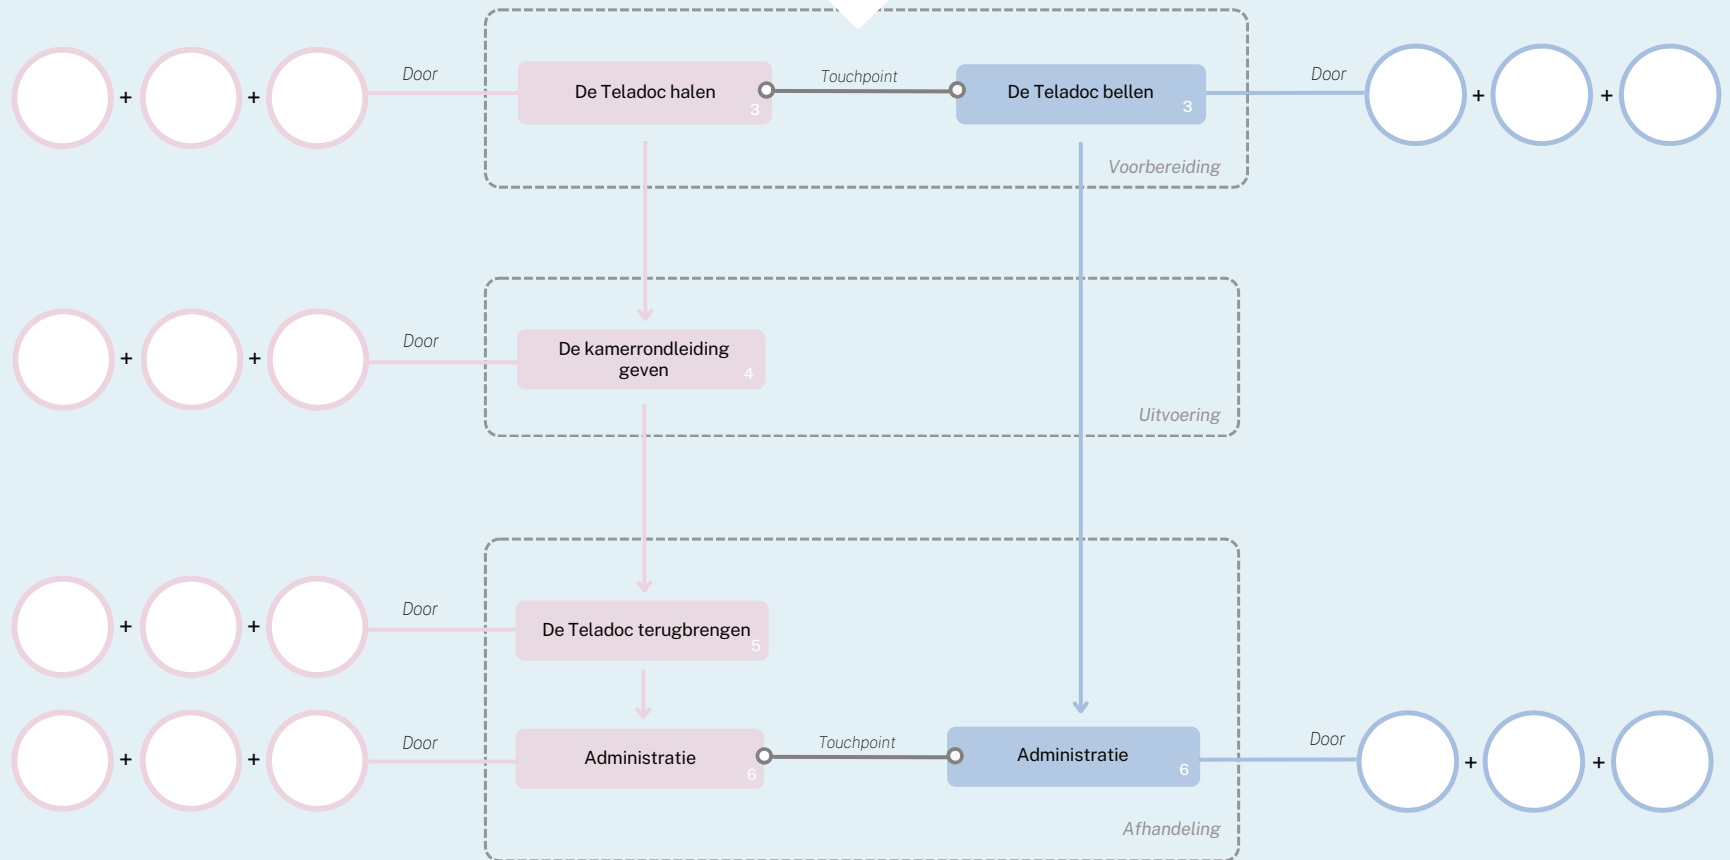 Door
De Teladoc halen
3
Touchpoint
De Teladoc bellen
3
Door
+ +
+ +
Voorbereiding
Door
De kamerrondleiding
geven
4
+ +
Uitvoering
Door
De Teladoc terugbrengen
5
+ +
Door
Administratie
6
Touchpoint
Administratie
6
Door
+ +
+ +
Afhandeling